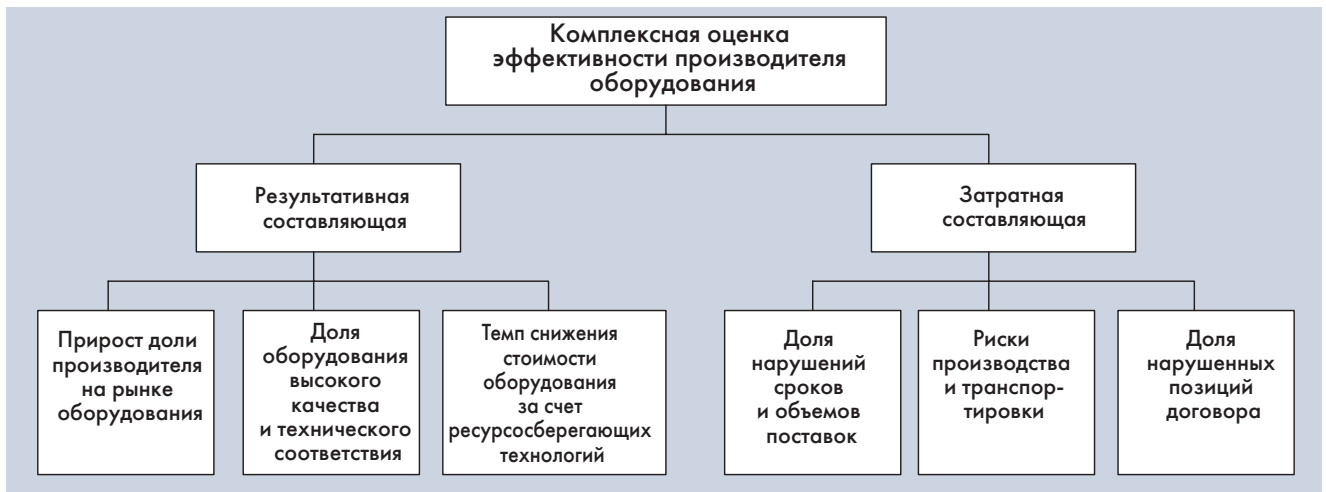 Комплексная оценка
эффективности производителя
оборудования
Результативная
составляющая
Затратная
составляющая
Прирост доли
производителя
на рынке
оборудования
Доля
оборудования
высокого
качества
и технического
соответствия
Темп снижения
стоимости
оборудования
за счет
ресурсосберегающих
технологий
Доля
нарушений
сроков
и объемов
поставок
Риски
производства
и транспор-
тировки
Доля
нарушенных
позиций
договора